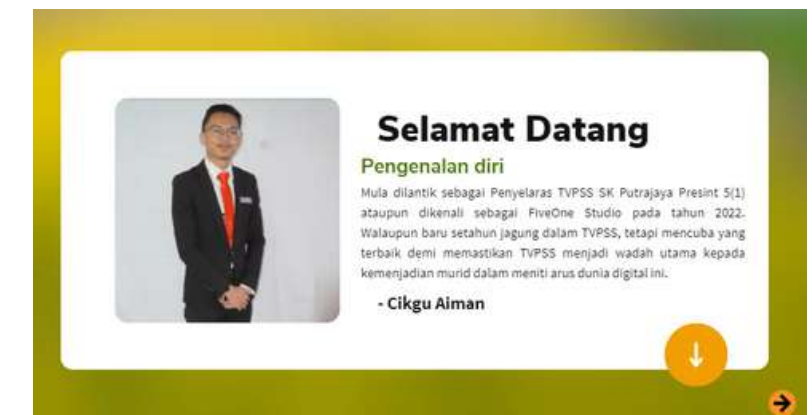 Selamat Datang
Pengenalan diri
Mula dilantik sebagai Penyelaras TVPSS SK Putrajaya Presint 5(1)
ataupun dikenali sebagai FiveOne Studio pada tahun 2022.
Walaupun baru setahun jagung dalam TVPSS, tetapi mencuba yang
terbaik demi memastikan TVPSS menjadi wadah utama kepada
kemenjadian murid dalam meniti arus dunia digital ini.
- Cikgu Aiman